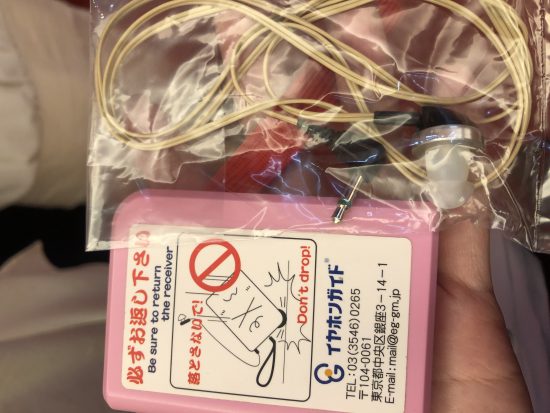 必ずお返し下さい
Be sure to return
the receiver
落とさないで!
Don't drop!
イヤホンガイド®
TEL: 03(3546)0265
〒104-0061
東京都中央区銀座3-14-1
E-mail: mail@eg-gm.jp